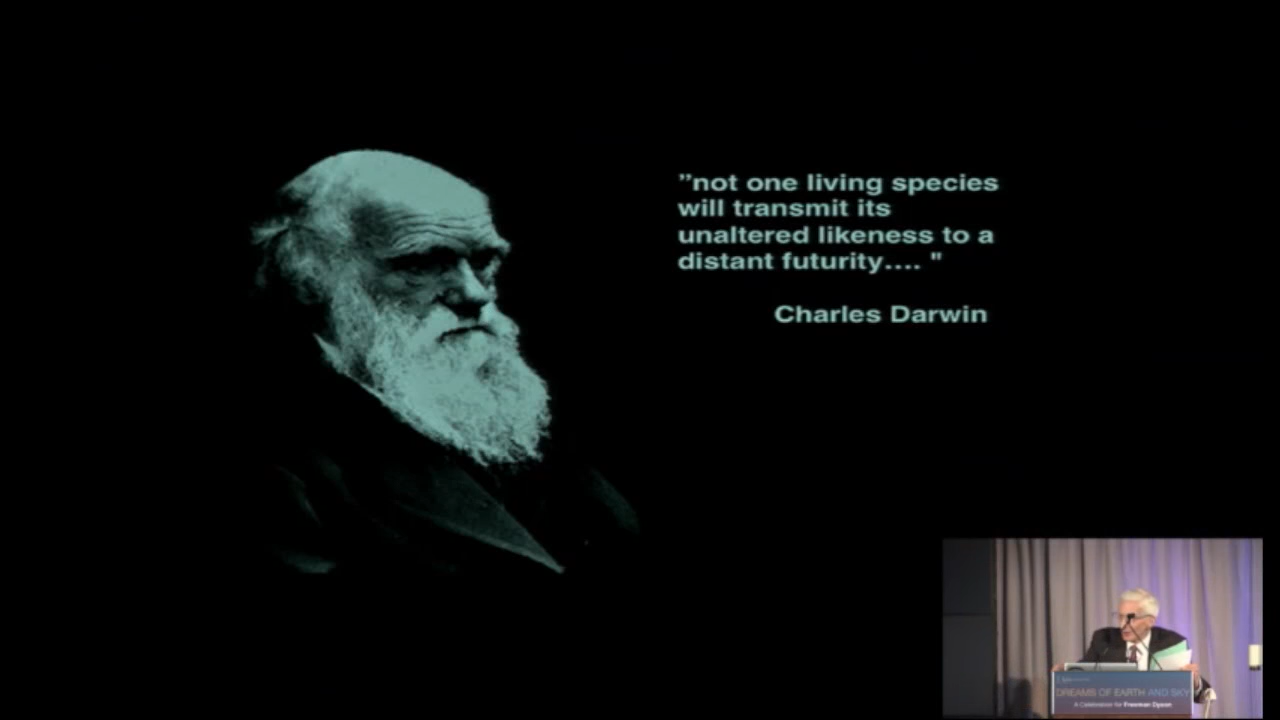 ”not one living species
will transmit its
unaltered likeness to a
distant futurity.... "
Charles Darwin
DREAMS OF EARTH AND SKY
A Celebration for Freeman Dyson